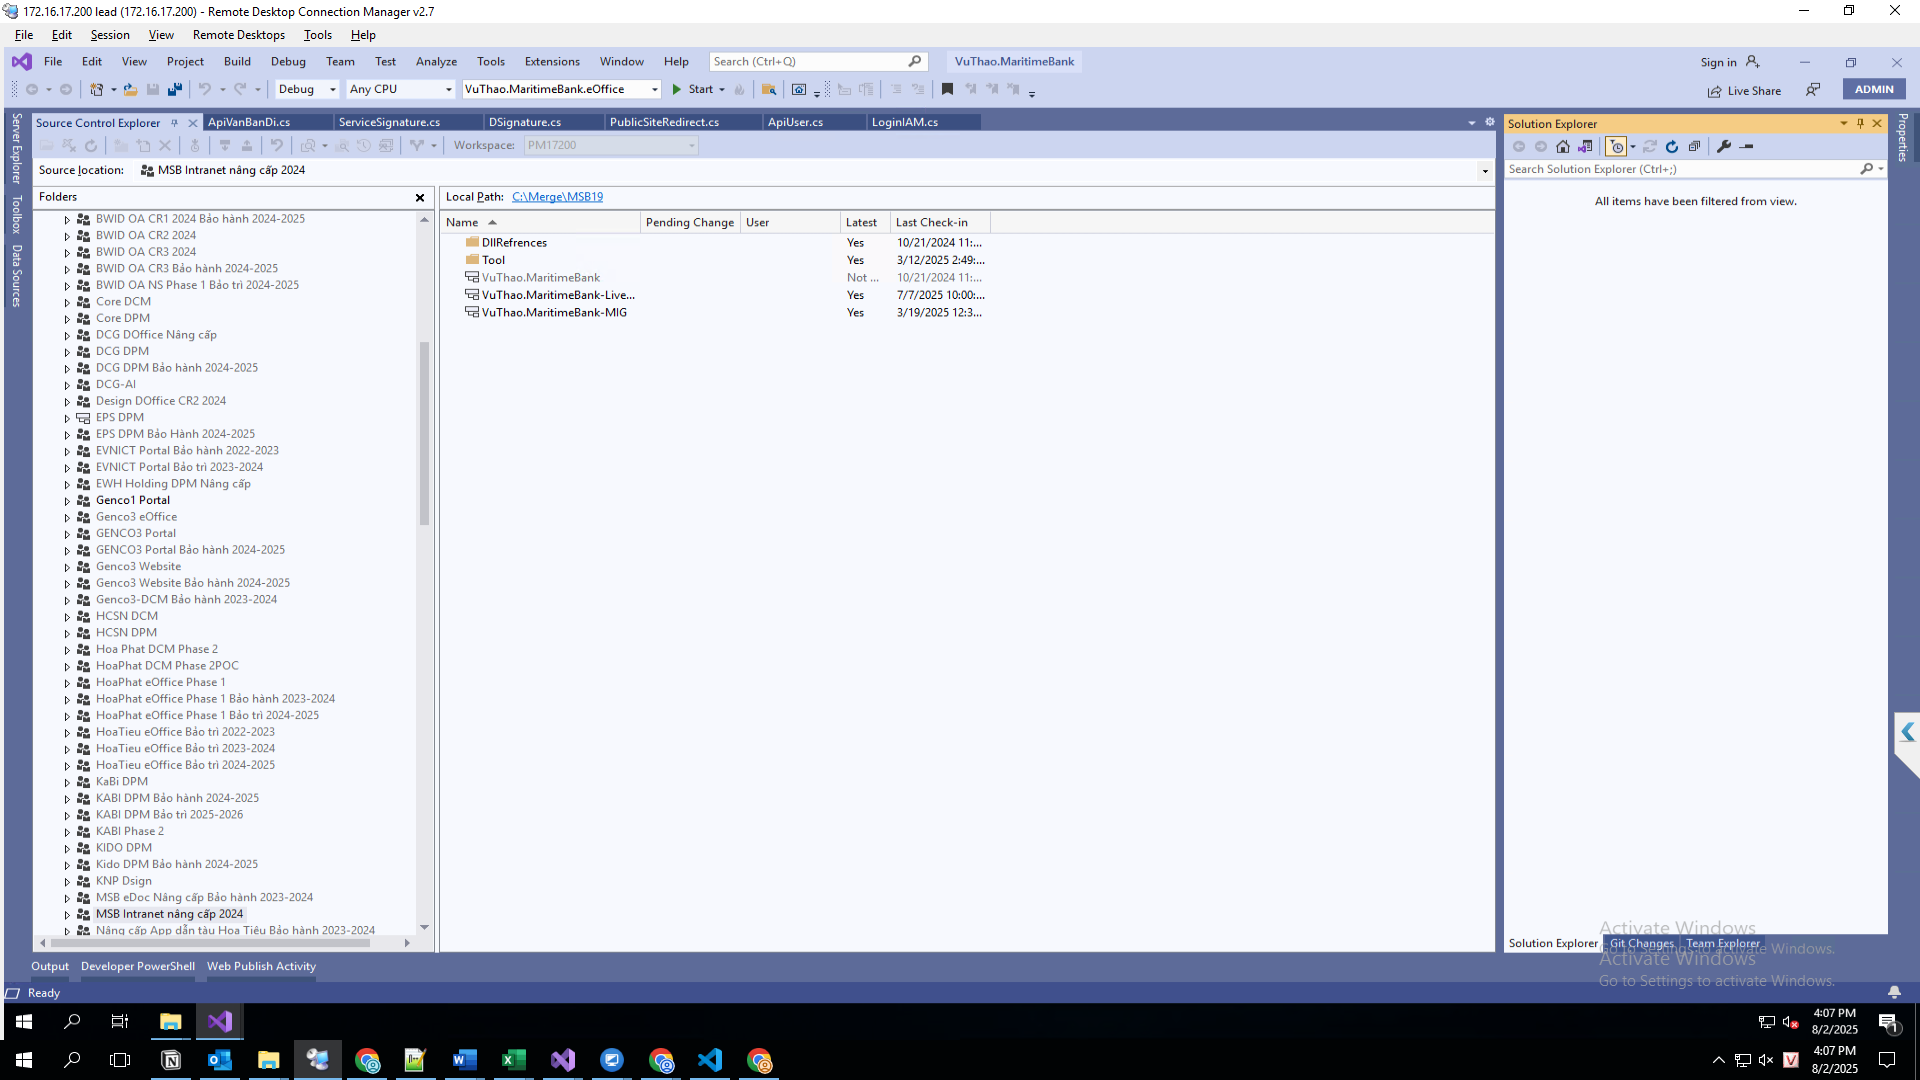 172.16.17.200 lead (172.16.17.200) - Remote Desktop Connection Manager v2.7
File Edit Session View Remote Desktops Tools Help
File Edit View Project Build Debug Team Test Analyze Tools Extensions Window Help Search (Ctrl+Q) VuThao.MaritimeBank Sign in
Debug Any CPU VuThao.MaritimeBank.eOffice Start Live Share ADMIN
Server Explorer
Toolbox
Data Sources
Source Control Explorer ApiVanBanDi.cs ServiceSignature.cs DSignature.cs PublicSiteRedirect.cs ApiUser.cs LoginIAM.cs
Workspace: PM17200
Source location: MSB Intranet nâng cấp 2024
Folders
BWID OA CR1 2024 Bảo hành 2024-2025
BWID OA CR2 2024
BWID OA CR3 2024
BWID OA CR3 Bảo hành 2024-2025
BWID OA NS Phase 1 Bảo trì 2024-2025
Core DCM
Core DPM
DCG DOffice Nâng cấp
DCG DPM
DCG DPM Bảo hành 2024-2025
DCG-AI
Design DOffice CR2 2024
EPS DPM
EPS DPM Bảo Hành 2024-2025
EVNICT Portal Bảo hành 2022-2023
EVNICT Portal Bảo trì 2023-2024
EWH Holding DPM Nâng cấp
Genco1 Portal
Genco3 eOffice
GENCO3 Portal
GENCO3 Portal Bảo hành 2024-2025
Genco3 Website
Genco3 Website Bảo hành 2024-2025
Genco3-DCM Bảo hành 2023-2024
HCSN DCM
HCSN DPM
Hoa Phat DCM Phase 2
HoaPhat DCM Phase 2POC
HoaPhat eOffice Phase 1
HoaPhat eOffice Phase 1 Bảo hành 2023-2024
HoaPhat eOffice Phase 1 Bảo trì 2024-2025
HoaTieu eOffice Bảo trì 2022-2023
HoaTieu eOffice Bảo trì 2023-2024
HoaTieu eOffice Bảo trì 2024-2025
KaBi DPM
KABI DPM Bảo hành 2024-2025
KABI DPM Bảo trì 2025-2026
KABI Phase 2
KIDO DPM
Kido DPM Bảo hành 2024-2025
KNP Dsign
MSB eDoc Nâng cấp Bảo hành 2023-2024
MSB Intranet nâng cấp 2024
Nâng cấp App dẫn tàu Hoa Tiêu Bảo hành 2023-2024
Local Path: C:\Merge\MSB19
Name Pending Change User Latest Last Check-in
DllRefrences Yes 10/21/2024 11:...
Tool Yes 3/12/2025 2:49:...
VuThao.MaritimeBank Not ... 10/21/2024 11:...
VuThao.MaritimeBank-Live... Yes 7/7/2025 10:00:...
VuThao.MaritimeBank-MIG Yes 3/19/2025 12:3...
Solution Explorer
Search Solution Explorer (Ctrl+;)
All items have been filtered from view.
Properties
Solution Explorer Git Changes Team Explorer
Activate Windows
Go to Settings to activate Windows.
Activate Windows
Go to Settings to activate Windows.
Output Developer PowerShell Web Publish Activity
Ready
4:07 PM
8/2/2025
1
4:07 PM
8/2/2025